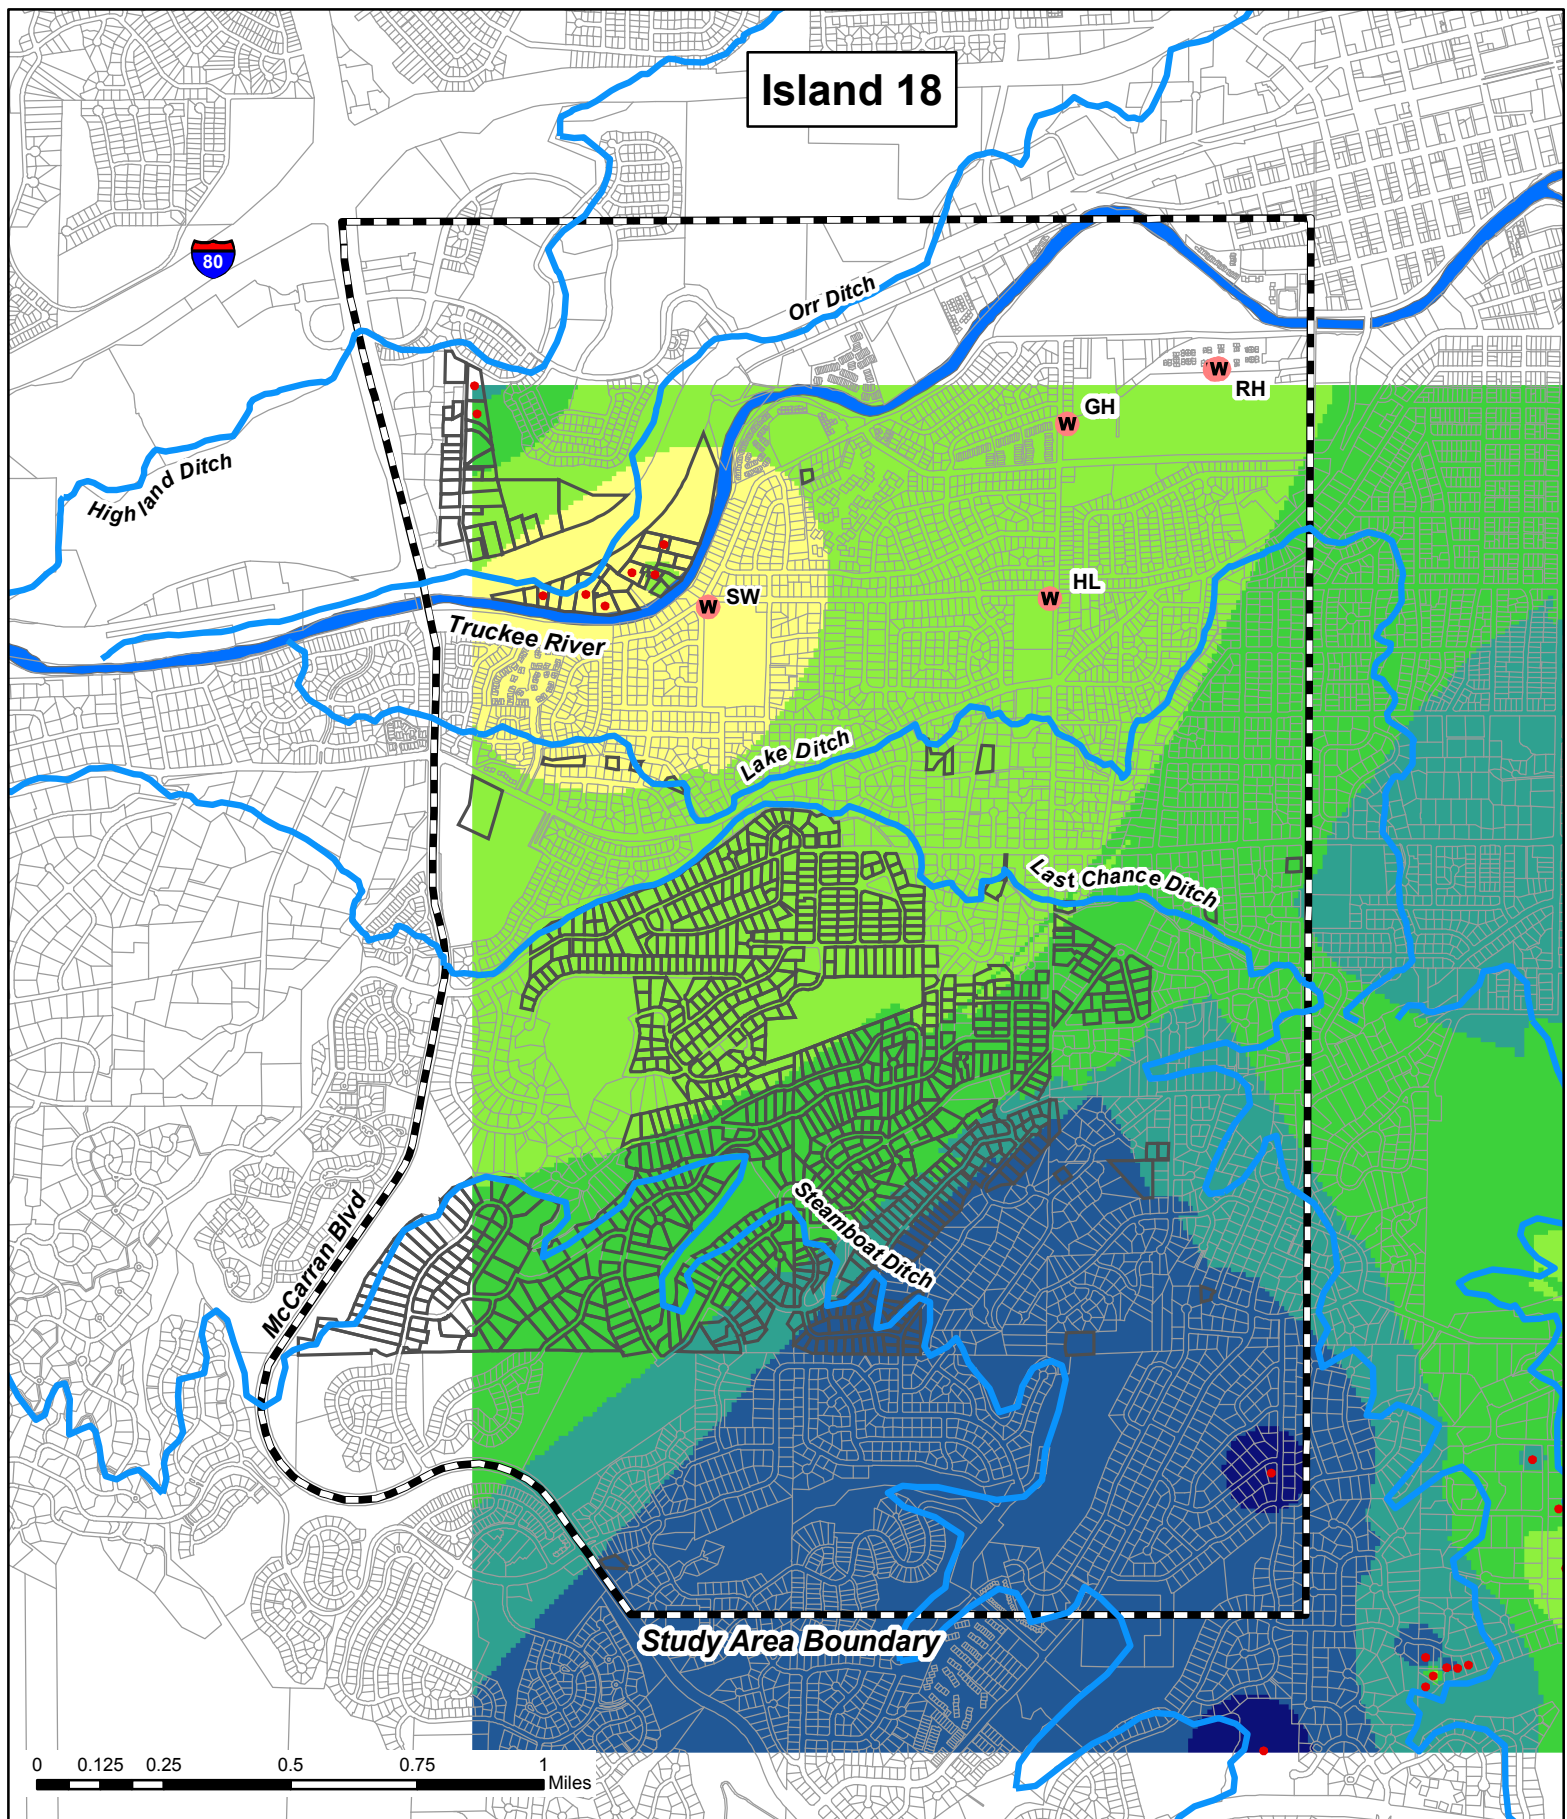 Island 18
80
Orr Ditch
W
RH
GH
W
Highland Ditch
HL
W
SW
W
Truckee River
Lake Ditch
Last Chance Ditch
Steamboat Ditch
McCarran Blvd
Study Area Boundary
0 0.125 0.25 0.5 0.75 1
Miles